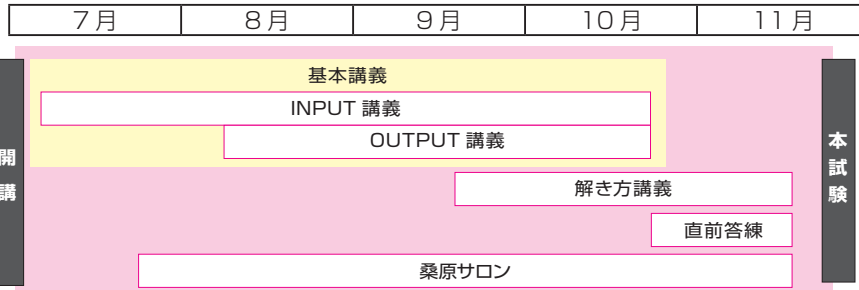 7月 8月 9月 10月 11月
開講
基本講義
INPUT 講義
OUTPUT 講義
解き方講義
直前答練
桑原サロン
本試験